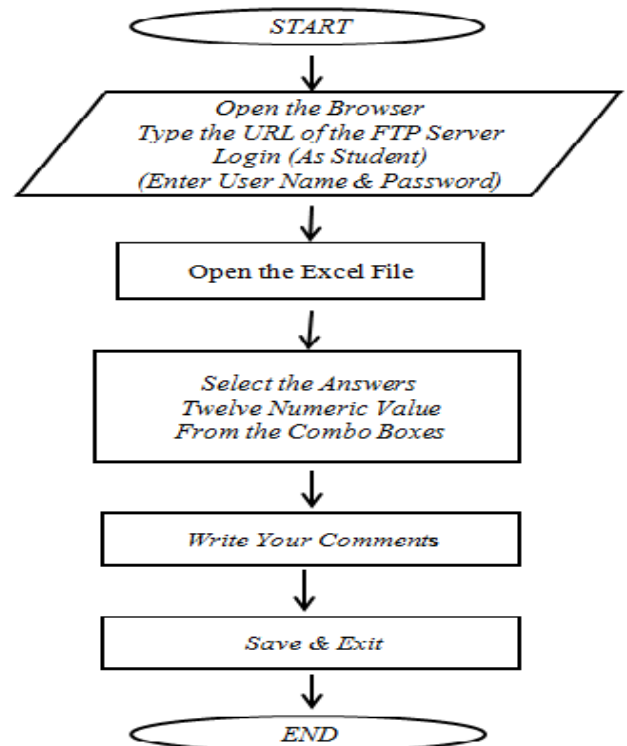 START
Open the Browser
Type the URL of the FTP Server
Login (As Student)
(Enter User Name & Password)
Open the Excel File
Select the Answers
Twelve Numeric Value
From the Combo Boxes
Write Your Comments
Save & Exit
END